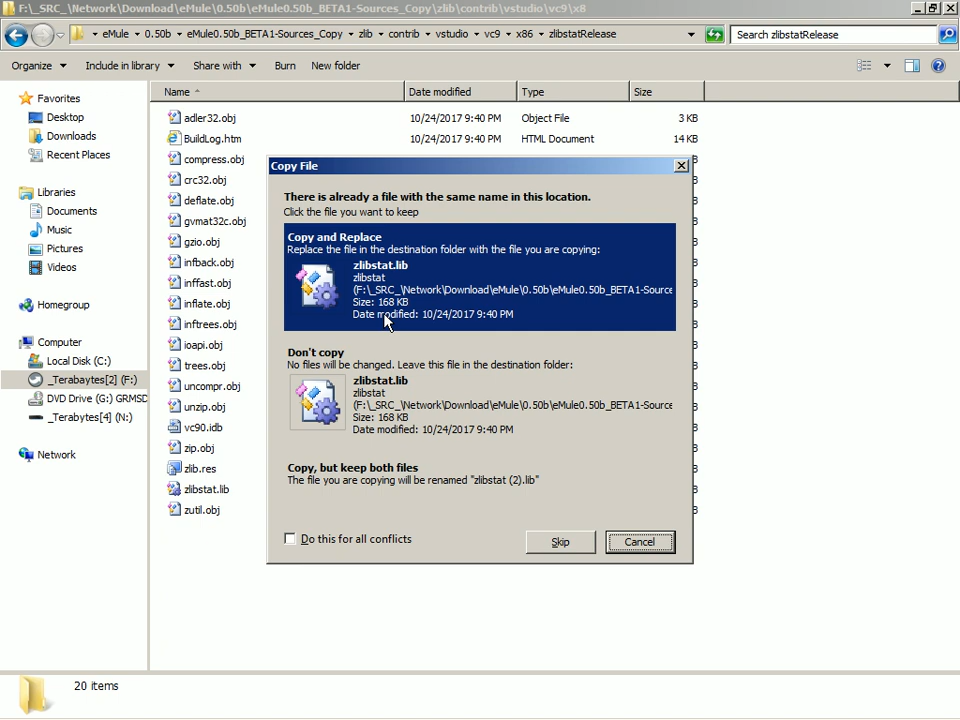 F:\_SRC_\Network\Download\eMule\0.50b\eMule0.50b_BETA1-Sources_Copy\zlib\contrib\vstudio\vc9\x8
eMule 0.50b eMule0.50b_BETA1-Sources_Copy zlib contrib vstudio vc9 x86 zlibstatRelease
Search zlibstatRelease
Organize Include in library Share with Burn New folder
Name Date modified Type Size
Favorites
Desktop
Downloads
Recent Places
Libraries
Documents
Music
Pictures
Videos
Homegroup
Computer
Local Disk (C:)
_Terabaytes[2] (F:)
DVD Drive (G:) GRMSD
_Terabytes[4] (N:)
Network
adler32.obj 10/24/2017 9:40 PM Object File 3 KB
BuildLog.htm 10/24/2017 9:40 PM HTML Document 14 KB
compress.obj
crc32.obj
deflate.obj
gvmat32c.obj
gzio.obj
infback.obj
inffast.obj
inflate.obj
inftrees.obj
ioapi.obj
trees.obj
uncompr.obj
unzip.obj
vc90.idb
zip.obj
zlib.res
zlibstat.lib
zutil.obj
Copy File
There is already a file with the same name in this location.
Click the file you want to keep
Copy and Replace
Replace the file in the destination folder with the file you are copying:
zlibstat.lib
zlibstat
(F:\_SRC_\Network\Download\eMule\0.50b\eMule0.50b_BETA1-Source
Size: 168 KB
Date modified: 10/24/2017 9:40 PM
Don't copy
No files will be changed. Leave this file in the destination folder:
zlibstat.lib
zlibstat
(F:\_SRC_\Network\Download\eMule\0.50b\eMule0.50b_BETA1-Source
Size: 168 KB
Date modified: 10/24/2017 9:40 PM
Copy, but keep both files
The file you are copying will be renamed "zlibstat (2).lib"
Do this for all conflicts
Skip
Cancel
20 items